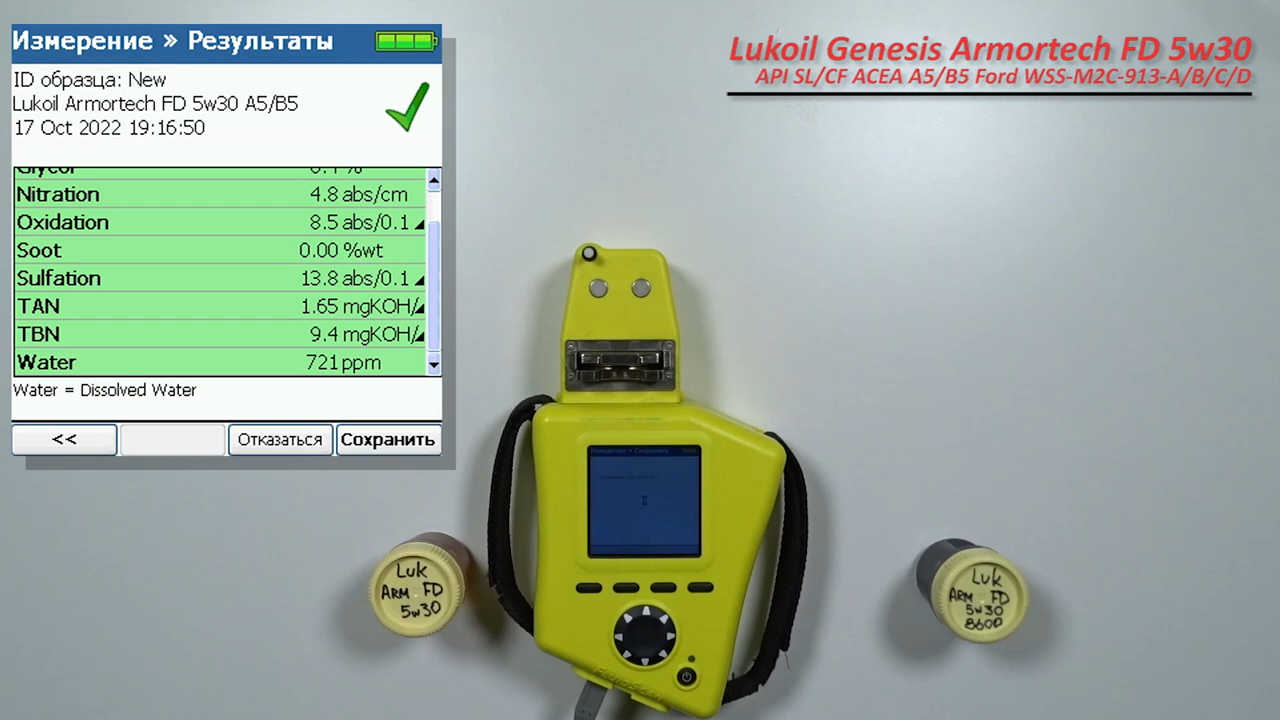 Измерение » Результаты
ID образца: New
Lukoil Armortech FD 5w30 A5/B5
17 Oct 2022 19:16:50
Nitration 4.8 abs/cm
Oxidation 8.5 abs/0.1
Soot 0.00 %wt
Sulfation 13.8 abs/0.1
TAN 1.65 mgKOH/
TBN 9.4 mgKOH/
Water 721 ppm
Water = Dissolved Water
<< Отказаться Сохранить
Lukoil Genesis Armortech FD 5w30
API SL/CF ACEA A5/B5 Ford WSS-M2C-913-A/B/C/D
Измерение » Сохранить
Luk
ARM FD
5w30
Luk
ARM FD
5w30
8600